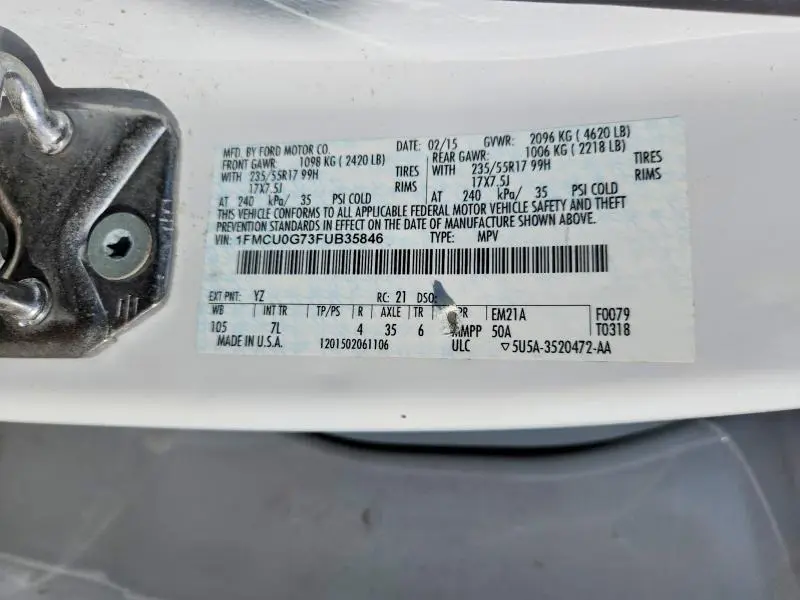 MFD. BY FORD MOTOR CO. DATE: 02/15 GVWR: 2096 KG ( 4620 LB)
FRONT GAWR: 1098 KG ( 2420 LB) REAR GAWR: 1006 KG ( 2218 LB)
WITH 235/55R17 99H TIRES WITH 235/55R17 99H TIRES
17X7.5J RIMS 17X7.5J RIMS
AT 240 kPa/ 35 PSI COLD AT 240 kPa/ 35 PSI COLD
THIS VEHICLE CONFORMS TO ALL APPLICABLE FEDERAL MOTOR VEHICLE SAFETY AND THEFT
PREVENTION STANDARDS IN EFFECT ON THE DATE OF MANUFACTURE SHOWN ABOVE.
1FMCU0G73FUB35846 TYPE: MPV
EXT PNT: YZ RC: 21 DSO:
WB INT TR TP/PS R AXLE PR EM21A F0079
105 7L 4 35 6 AMPP 50A T0318
MADE IN U.S.A. 1201502061106 ULC ▽5U5A-3520472-AA